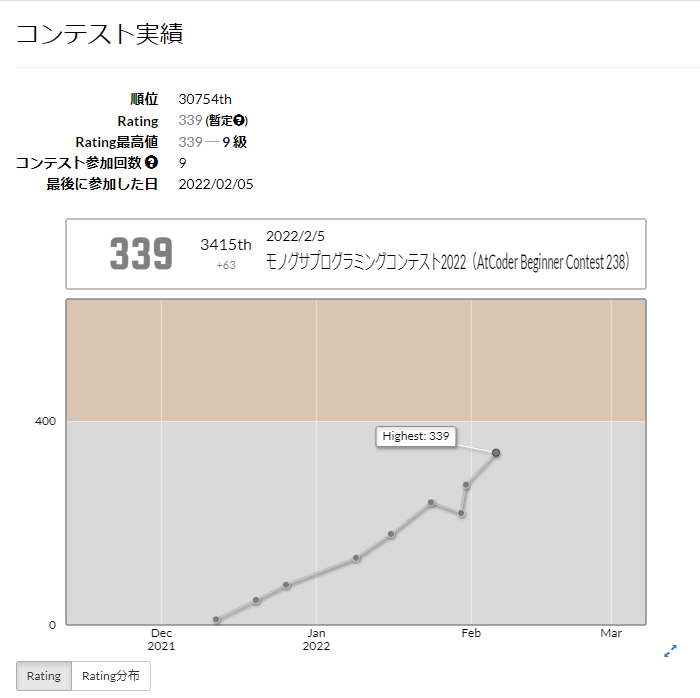 コンテスト実績
順位 30754th
Rating 339 (暫定?)
Rating最高値 339 ― 9 級
コンテスト参加回数 ? 9
最後に参加した日 2022/02/05
339 3415th +63 2022/2/5
モノグサプログラミングコンテスト2022（AtCoder Beginner Contest 238）
400
Highest: 339
0
Dec Jan Feb Mar
2021 2022
Rating Rating分布